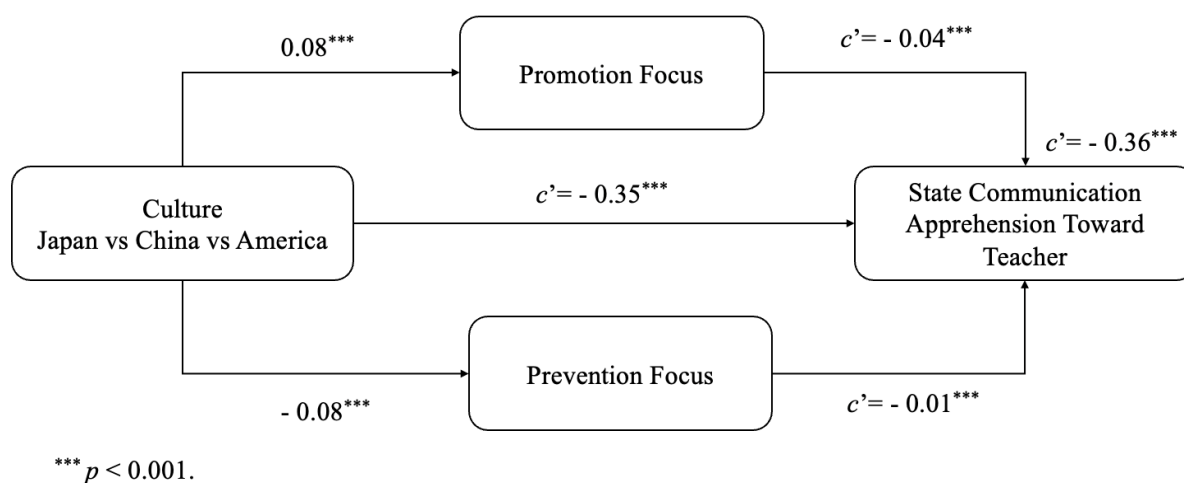 0.08***
c’= - 0.04***
Promotion Focus
c’= - 0.36***
Culture
Japan vs China vs America
c’= - 0.35***
State Communication
Apprehension Toward
Teacher
Prevention Focus
- 0.08***
c’= - 0.01***
*** p < 0.001.